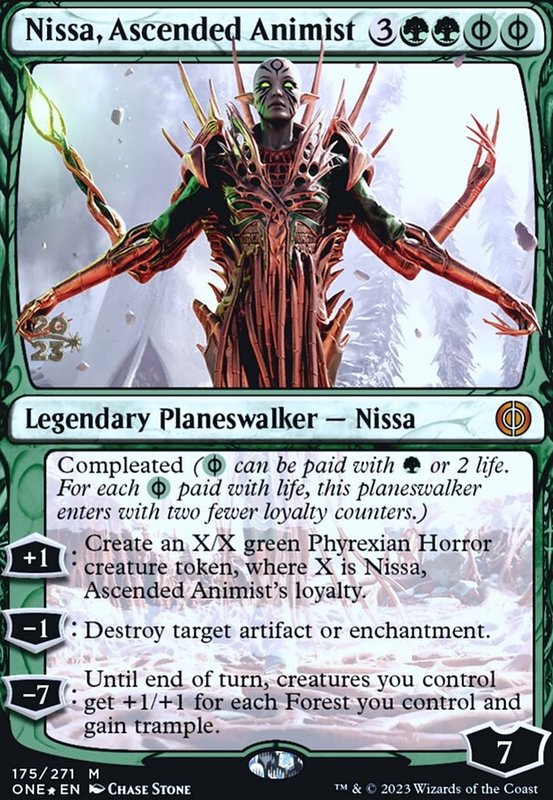 Nissa, Ascended Animist 3
20
23
Legendary Planeswalker — Nissa
Compleated ( can be paid with or 2 life.
For each paid with life, this planeswalker
enters with two fewer loyalty counters.)
+1 : Create an X/X green Phyrexian Horror
creature token, where X is Nissa,
Ascended Animist's loyalty.
-1 : Destroy target artifact or enchantment.
-7 : Until end of turn, creatures you control
get +1/+1 for each Forest you control and
gain trample.
7
175/271 M
ONE★EN Chase Stone
™ & © 2023 Wizards of the Coast